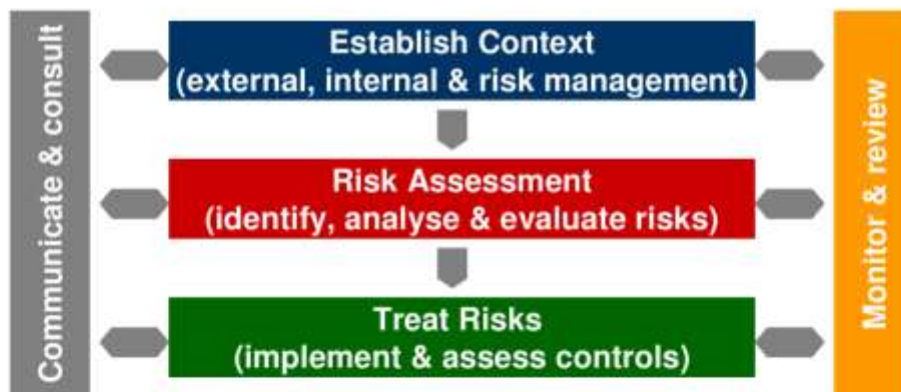 Communicate & consult
Establish Context
(external, internal & risk management)
Risk Assessment
(identify, analyse & evaluate risks)
Treat Risks
(implement & assess controls)
Monitor & review